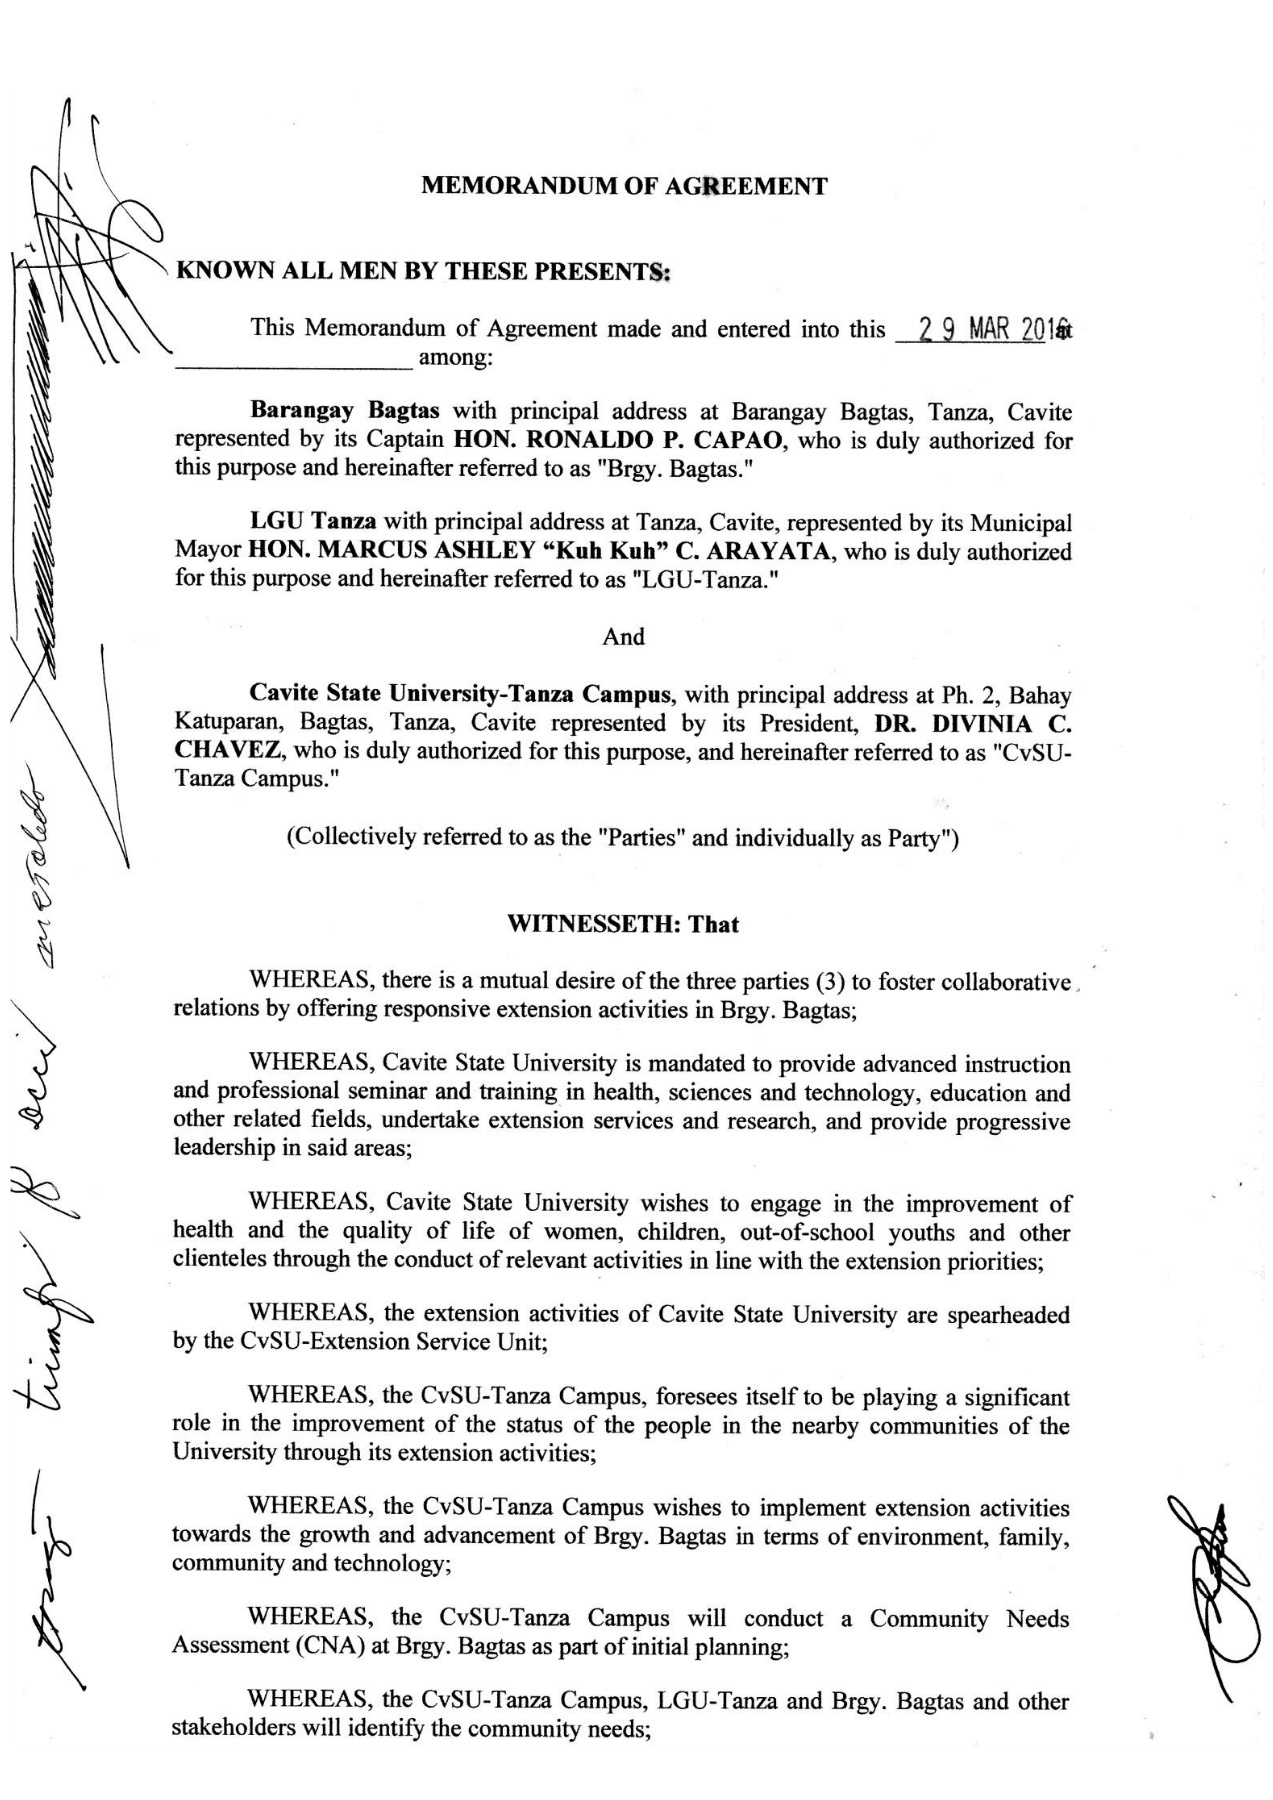 MEMORANDUM OF AGREEMENT
KNOWN ALL MEN BY THESE PRESENTS:
This Memorandum of Agreement made and entered into this 29 MAR 201 at
____________________ among:
Barangay Bagtas with principal address at Barangay Bagtas, Tanza, Cavite
represented by its Captain HON. RONALDO P. CAPAO, who is duly authorized for
this purpose and hereinafter referred to as "Brgy. Bagtas."
LGU Tanza with principal address at Tanza, Cavite, represented by its Municipal
Mayor HON. MARCUS ASHLEY “Kuh Kuh” C. ARAYATA, who is duly authorized
for this purpose and hereinafter referred to as "LGU-Tanza."
And
Cavite State University-Tanza Campus, with principal address at Ph. 2, Bahay
Katuparan, Bagtas, Tanza, Cavite represented by its President, DR. DIVINIA C.
CHAVEZ, who is duly authorized for this purpose, and hereinafter referred to as "CvSU-
Tanza Campus."
(Collectively referred to as the "Parties" and individually as Party")
WITNESSETH: That
WHEREAS, there is a mutual desire of the three parties (3) to foster collaborative
relations by offering responsive extension activities in Brgy. Bagtas;
WHEREAS, Cavite State University is mandated to provide advanced instruction
and professional seminar and training in health, sciences and technology, education and
other related fields, undertake extension services and research, and provide progressive
leadership in said areas;
WHEREAS, Cavite State University wishes to engage in the improvement of
health and the quality of life of women, children, out-of-school youths and other
clienteles through the conduct of relevant activities in line with the extension priorities;
WHEREAS, the extension activities of Cavite State University are spearheaded
by the CvSU-Extension Service Unit;
WHEREAS, the CvSU-Tanza Campus, foresees itself to be playing a significant
role in the improvement of the status of the people in the nearby communities of the
University through its extension activities;
WHEREAS, the CvSU-Tanza Campus wishes to implement extension activities
towards the growth and advancement of Brgy. Bagtas in terms of environment, family,
community and technology;
WHEREAS, the CvSU-Tanza Campus will conduct a Community Needs
Assessment (CNA) at Brgy. Bagtas as part of initial planning;
WHEREAS, the CvSU-Tanza Campus, LGU-Tanza and Brgy. Bagtas and other
stakeholders will identify the community needs;